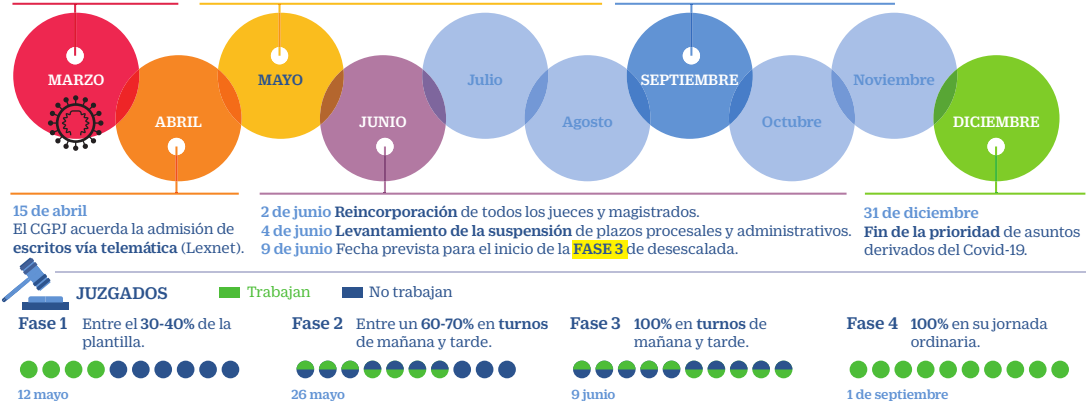 MARZO
ABRIL
MAYO
JUNIO
Julio
Agosto
SEPTIEMBRE
Octubre
Noviembre
DICIEMBRE
15 de abril
El CGPJ acuerda la admisión de
escritos vía telemática (Lexnet).
2 de junio Reincorporación de todos los jueces y magistrados.
4 de junio Levantamiento de la suspensión de plazos procesales y administrativos.
9 de junio Fecha prevista para el inicio de la FASE 3 de desescalada.
31 de diciembre
Fin de la prioridad de asuntos
derivados del Covid-19.
JUZGADOS
Trabajan
No trabajan
Fase 1 Entre el 30-40% de la
plantilla.
12 mayo
Fase 2 Entre un 60-70% en turnos
de mañana y tarde.
26 mayo
Fase 3 100% en turnos de
mañana y tarde.
9 junio
Fase 4 100% en su jornada
ordinaria.
1 de septiembre